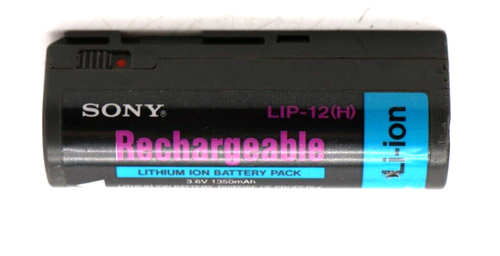 SONY®
LIP-12(H)
Rechargeable
LITHIUM ION BATTERY PACK
3.6V 1350mAh
Li-ion